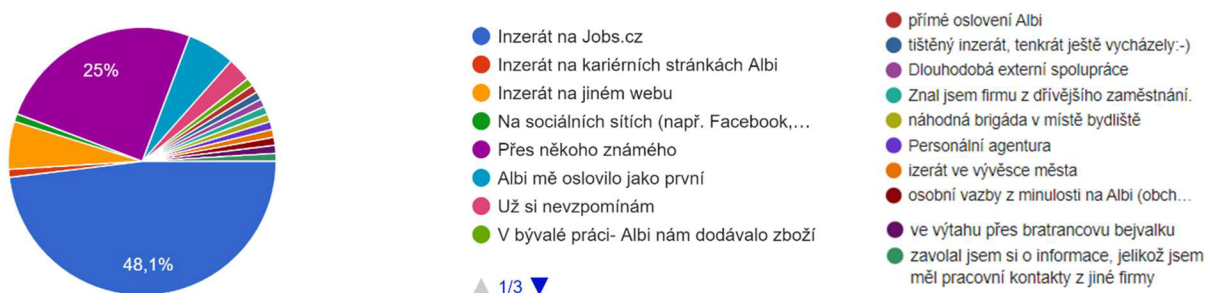 25%
48,1%
Inzerát na Jobs.cz
Inzerát na kariérních stránkách Albi
Inzerát na jiném webu
Na sociálních sítích (např. Facebook,…
Přes někoho známého
Albi mě oslovilo jako první
Už si nevzpomínám
V bývalé práci- Albi nám dodávalo zboží
1/3
přímé oslovení Albi
tištěný inzerát, tenkrát ještě vycházely:-)
Dlouhodobá externí spolupráce
Znal jsem firmu z dřívějšího zaměstnání.
náhodná brigáda v místě bydliště
Personální agentura
izerát ve vývěsce města
osobní vazby z minulosti na Albi (obch…
ve výtahu přes bratrancovu bejvalku
zavolal jsem si o informace, jelikož jsem
měl pracovní kontakty z jiné firmy